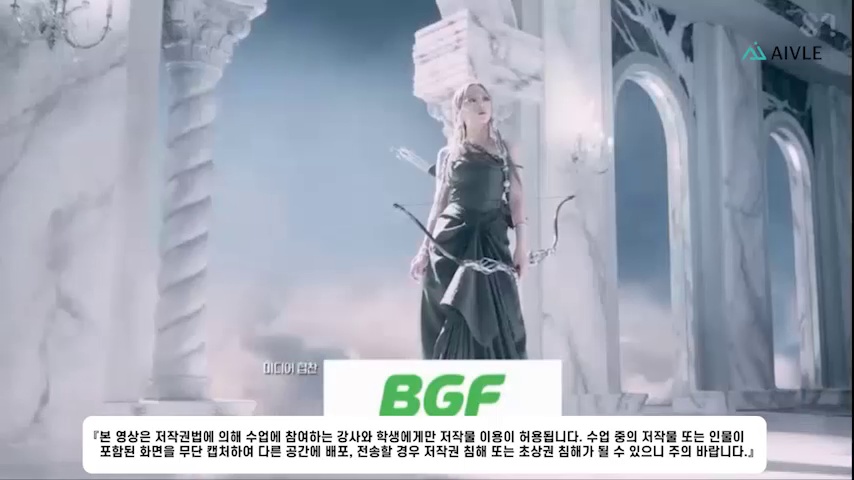 AIVLE
미디어 협찬
BGF
『본 영상은 저작권법에 의해 수업에 참여하는 강사와 학생에게만 저작물 이용이 허용됩니다. 수업 중의 저작물 또는 인물이
포함된 화면을 무단 캡처하여 다른 공간에 배포, 전송할 경우 저작권 침해 또는 초상권 침해가 될 수 있으니 주의 바랍니다.』